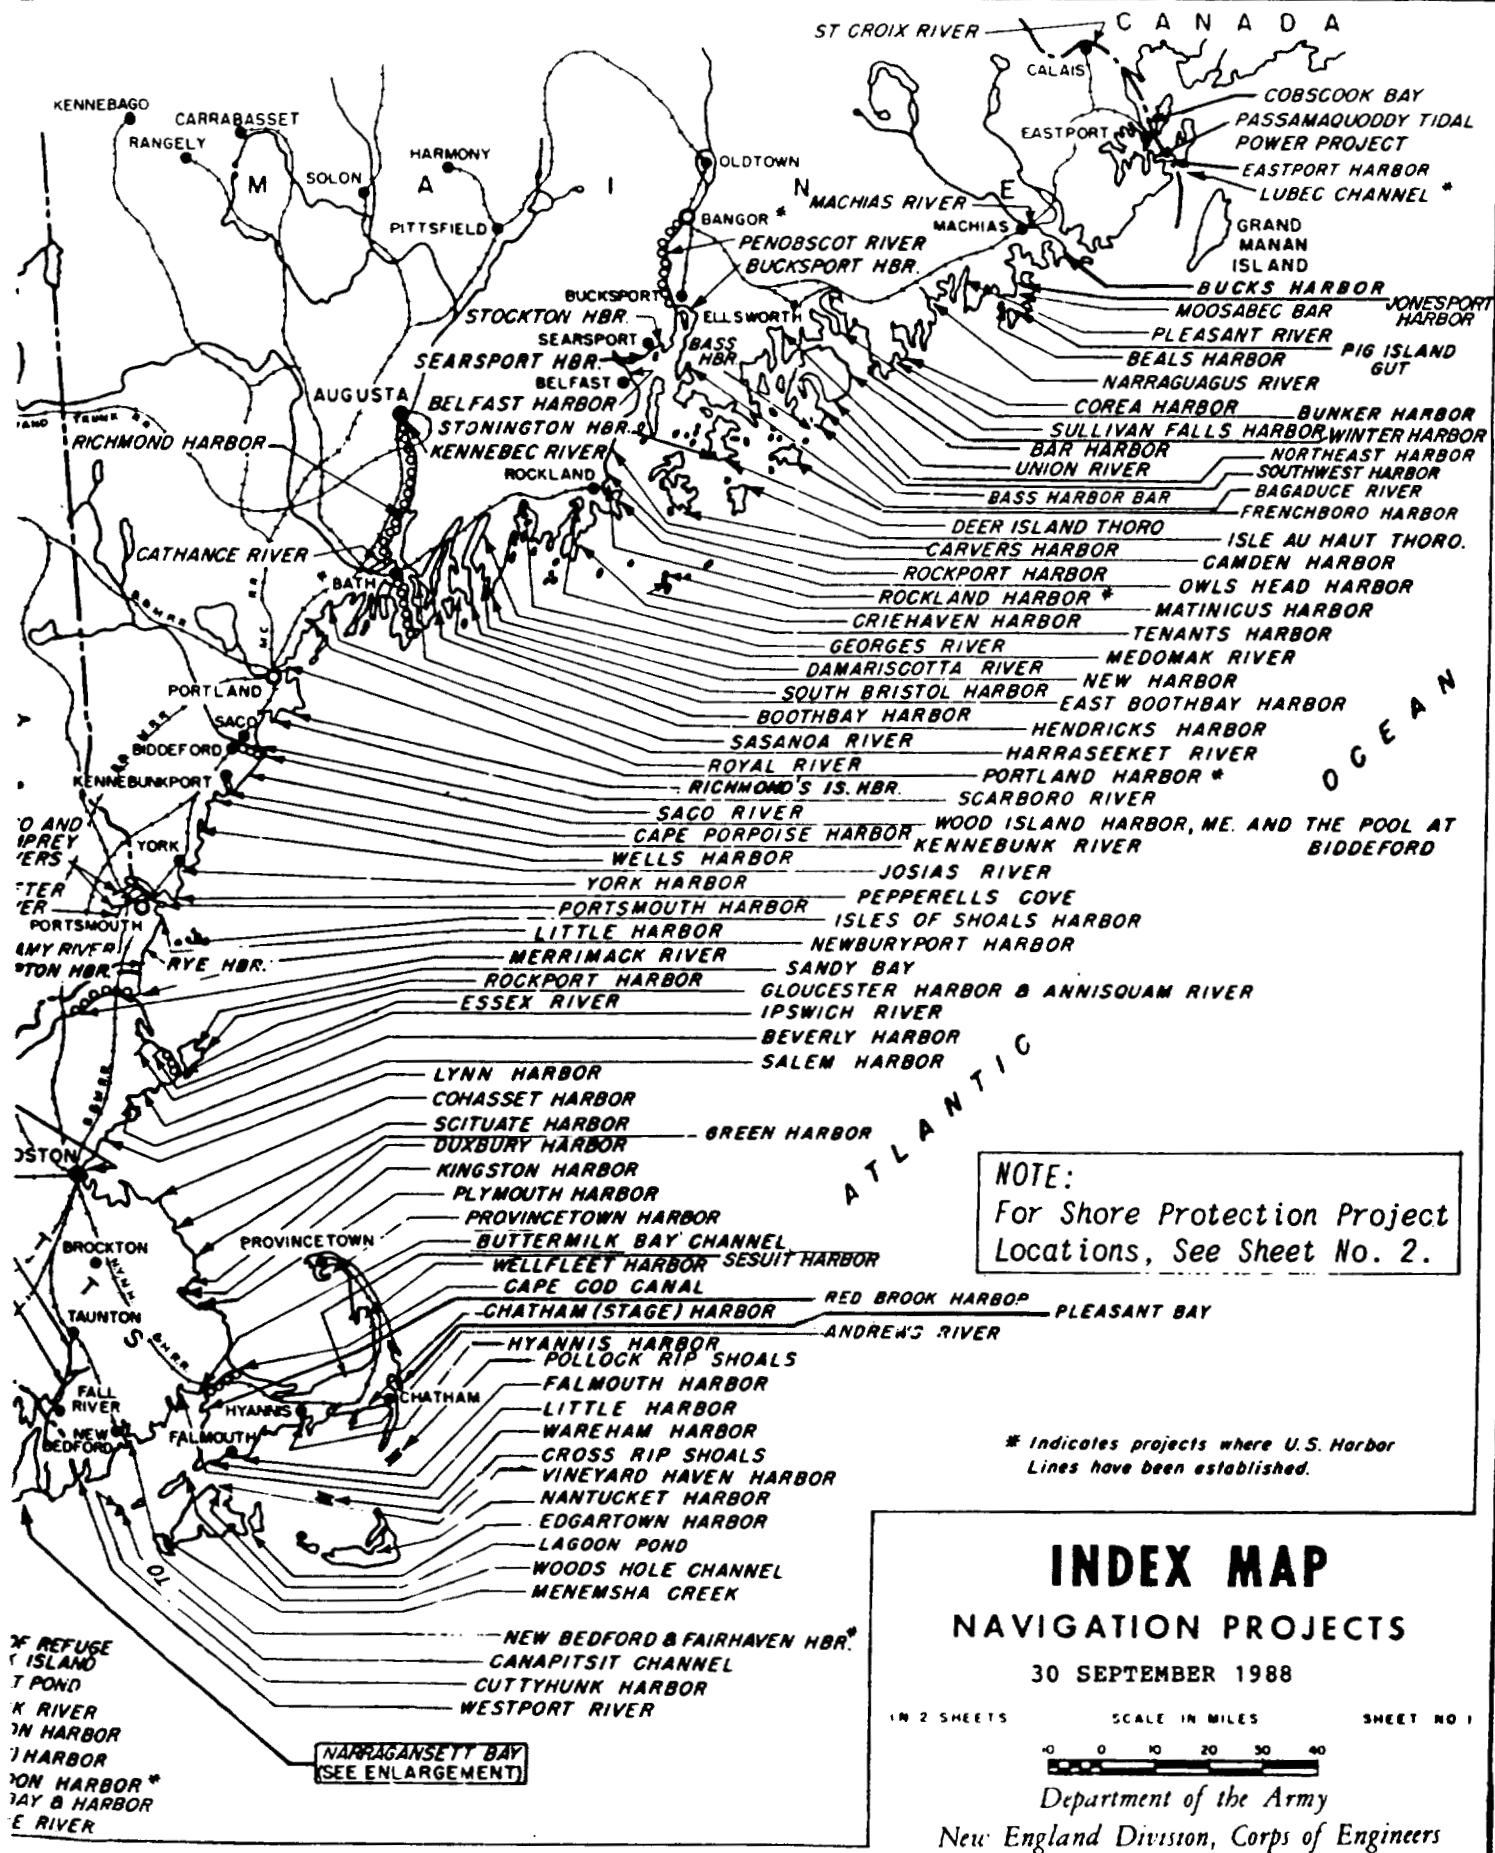 CANADA
ST CROIX RIVER
CALAIS
KENNEBAGO
COBSCOOK BAY
CARRABASSET
PASSAMAQUODDY TIDAL
POWER PROJECT
EASTPORT
RANGELY
HARMONY
OLDTOWN
EASTPORT HARBOR
SOLON
LUBEC CHANNEL *
MAINE
MACHIAS RIVER
BANGOR *
PITTSFIELD
MACHIAS
GRAND
MANAN
ISLAND
PENOBSCOT RIVER
BUCKSPORT HBR.
BUCKS HARBOR
BUCKSPORT
JONESPORT
HARBOR
STOCKTON HBR.
ELLSWORTH
MOOSABEC BAR
SEARSPORT
BASS
HBR.
PLEASANT RIVER
SEARSPORT HBR.
PIG ISLAND
GUT
BEALS HARBOR
BELFAST
NARRAGUAGUS RIVER
AUGUSTA
BELFAST HARBOR
COREA HARBOR
BUNKER HARBOR
TRUNK R.R.
STONINGTON HBR.
SULLIVAN FALLS HARBOR
WINTER HARBOR
RICHMOND HARBOR
KENNEBEC RIVER
BAR HARBOR
NORTHEAST HARBOR
ROCKLAND
UNION RIVER
SOUTHWEST HARBOR
BASS HARBOR BAR
BAGADUCE RIVER
FRENCHBORO HARBOR
DEER ISLAND THORO
ISLE AU HAUT THORO.
CATHANCE RIVER
CARVERS HARBOR
CAMDEN HARBOR
* BATH
ROCKPORT HARBOR
OWLS HEAD HARBOR
ROCKLAND HARBOR *
MATINICUS HARBOR
CRIEHAVEN HARBOR
TENANTS HARBOR
GEORGES RIVER
MEDOMAK RIVER
DAMARISCOTTA RIVER
NEW HARBOR
PORTLAND
SOUTH BRISTOL HARBOR
EAST BOOTHBAY HARBOR
BOOTHBAY HARBOR
HENDRICKS HARBOR
SACO
SASANOA RIVER
HARRASEEKET RIVER
BIDDEFORD
ROYAL RIVER
PORTLAND HARBOR *
KENNEBUNKPORT
RICHMOND'S IS. HBR.
SCARBORO RIVER
SACO RIVER
WOOD ISLAND HARBOR, ME. AND THE POOL AT
BIDDEFORD
CAPE PORPOISE HARBOR
KENNEBUNK RIVER
YORK
WELLS HARBOR
JOSIAS RIVER
YORK HARBOR
PEPPERELLS COVE
PORTSMOUTH HARBOR
ISLES OF SHOALS HARBOR
PORTSMOUTH
LITTLE HARBOR
NEWBURYPORT HARBOR
MERRIMACK RIVER
RYE HBR.
SANDY BAY
ROCKPORT HARBOR
GLOUCESTER HARBOR & ANNISQUAM RIVER
ESSEX RIVER
IPSWICH RIVER
BEVERLY HARBOR
SALEM HARBOR
ATLANTIC OCEAN
LYNN HARBOR
COHASSET HARBOR
SCITUATE HARBOR
GREEN HARBOR
DUXBURY HARBOR
OSTON
KINGSTON HARBOR
PLYMOUTH HARBOR
PROVINCETOWN HARBOR
BROCKTON
PROVINCETOWN
BUTTERMILK BAY CHANNEL
WELLFLEET HARBOR
SESUIT HARBOR
CAPE COD CANAL
RED BROOK HARBOR
TAUNTON
CHATHAM (STAGE) HARBOR
PLEASANT BAY
ANDREWS RIVER
HYANNIS HARBOR
POLLOCK RIP SHOALS
FALMOUTH HARBOR
FALL
RIVER
CHATHAM
HYANNIS
LITTLE HARBOR
NEW
BEDFORD
FALMOUTH
WAREHAM HARBOR
CROSS RIP SHOALS
VINEYARD HAVEN HARBOR
NANTUCKET HARBOR
EDGARTOWN HARBOR
LAGOON POND
WOODS HOLE CHANNEL
MENEMSHA CREEK
TO
NEW BEDFORD & FAIRHAVEN HBR.*
CANAPITSIT CHANNEL
CUTTYHUNK HARBOR
WESTPORT RIVER
OF REFUGE
K ISLAND
T POND
K RIVER
ON HARBOR
HARBOR
DON HARBOR *
BAY & HARBOR
E RIVER
NARRAGANSETT BAY
(SEE ENLARGEMENT)
NOTE:
For Shore Protection Project
Locations, See Sheet No. 2.
* Indicates projects where U.S. Harbor
Lines have been established.
INDEX MAP
NAVIGATION PROJECTS
30 SEPTEMBER 1988
IN 2 SHEETS
SCALE IN MILES
SHEET NO 1
10 0 10 20 30 40
Department of the Army
New England Division, Corps of Engineers